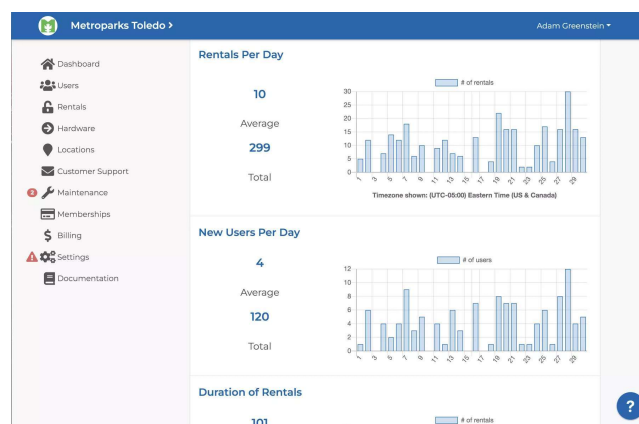 Metroparks Toledo >
Adam Greenstein
Dashboard
Users
Rentals
Hardware
Locations
Customer Support
2 Maintenance
Memberships
Billing
Settings
Documentation
Rentals Per Day
10
Average
299
Total
# of rentals
30
25
20
15
10
5
0
1 3 5 7 9 11 13 15 17 19 21 23 25 27 29
Timezone shown: (UTC-05:00) Eastern Time (US & Canada)
New Users Per Day
4
Average
120
Total
# of users
12
10
8
6
4
2
0
1 3 5 7 9 11 13 15 17 19 21 23 25 27 29
Duration of Rentals
101
# of rentals
?